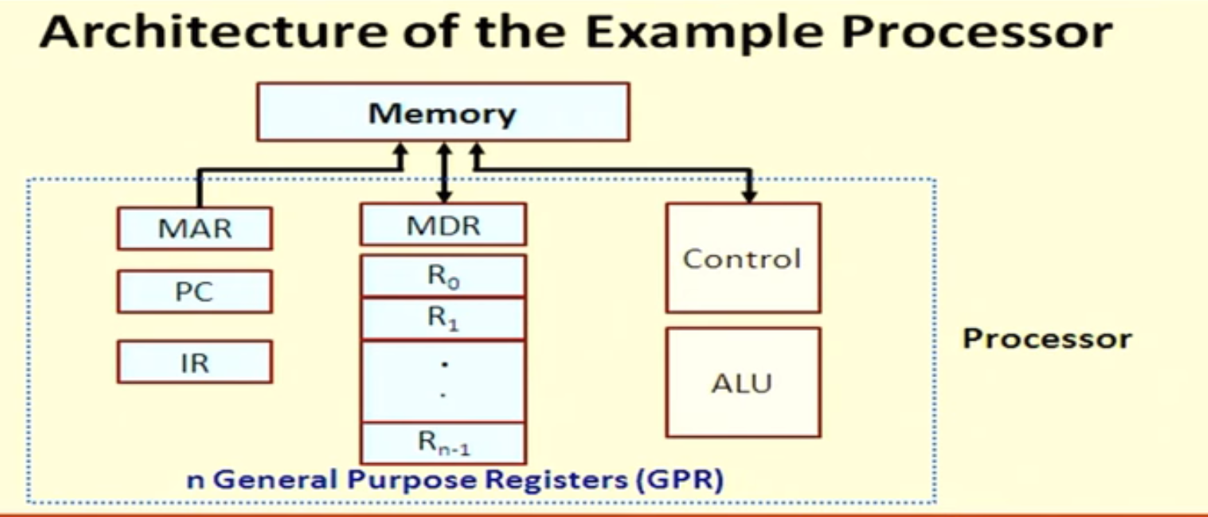 Architecture of the Example Processor
Memory
MAR
MDR
Control
PC
R0
R1
IR
.
.
ALU
Processor
Rn-1
n General Purpose Registers (GPR)